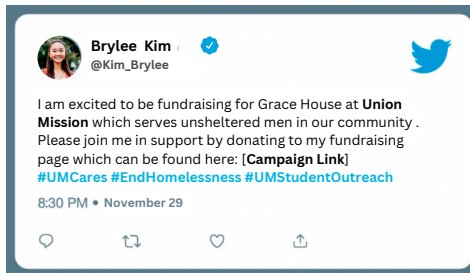 Brylee Kim
@Kim_Brylee
I am excited to be fundraising for Grace House at Union
Mission which serves unsheltered men in our community .
Please join me in support by donating to my fundraising
page which can be found here: [Campaign Link]
#UMCares #EndHomelessness #UMStudentOutreach
8:30 PM • November 29